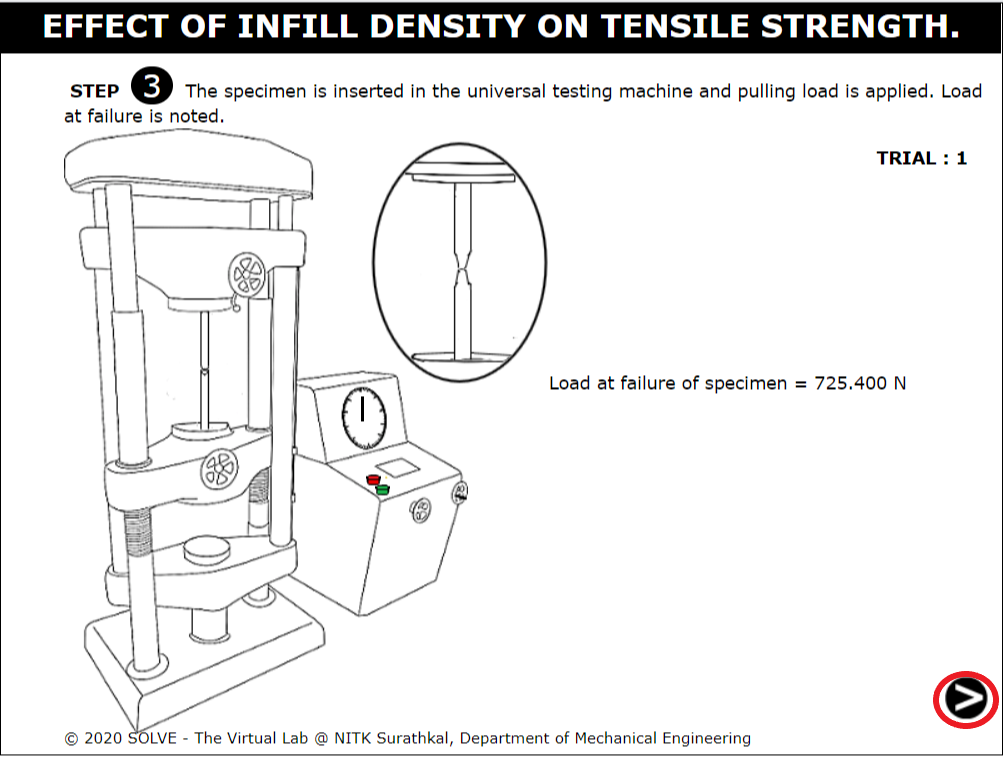 EFFECT OF INFILL DENSITY ON TENSILE STRENGTH.
STEP 3 The specimen is inserted in the universal testing machine and pulling load is applied. Load
at failure is noted.
TRIAL : 1
Load at failure of specimen = 725.400 N
© 2020 SOLVE - The Virtual Lab @ NITK Surathkal, Department of Mechanical Engineering